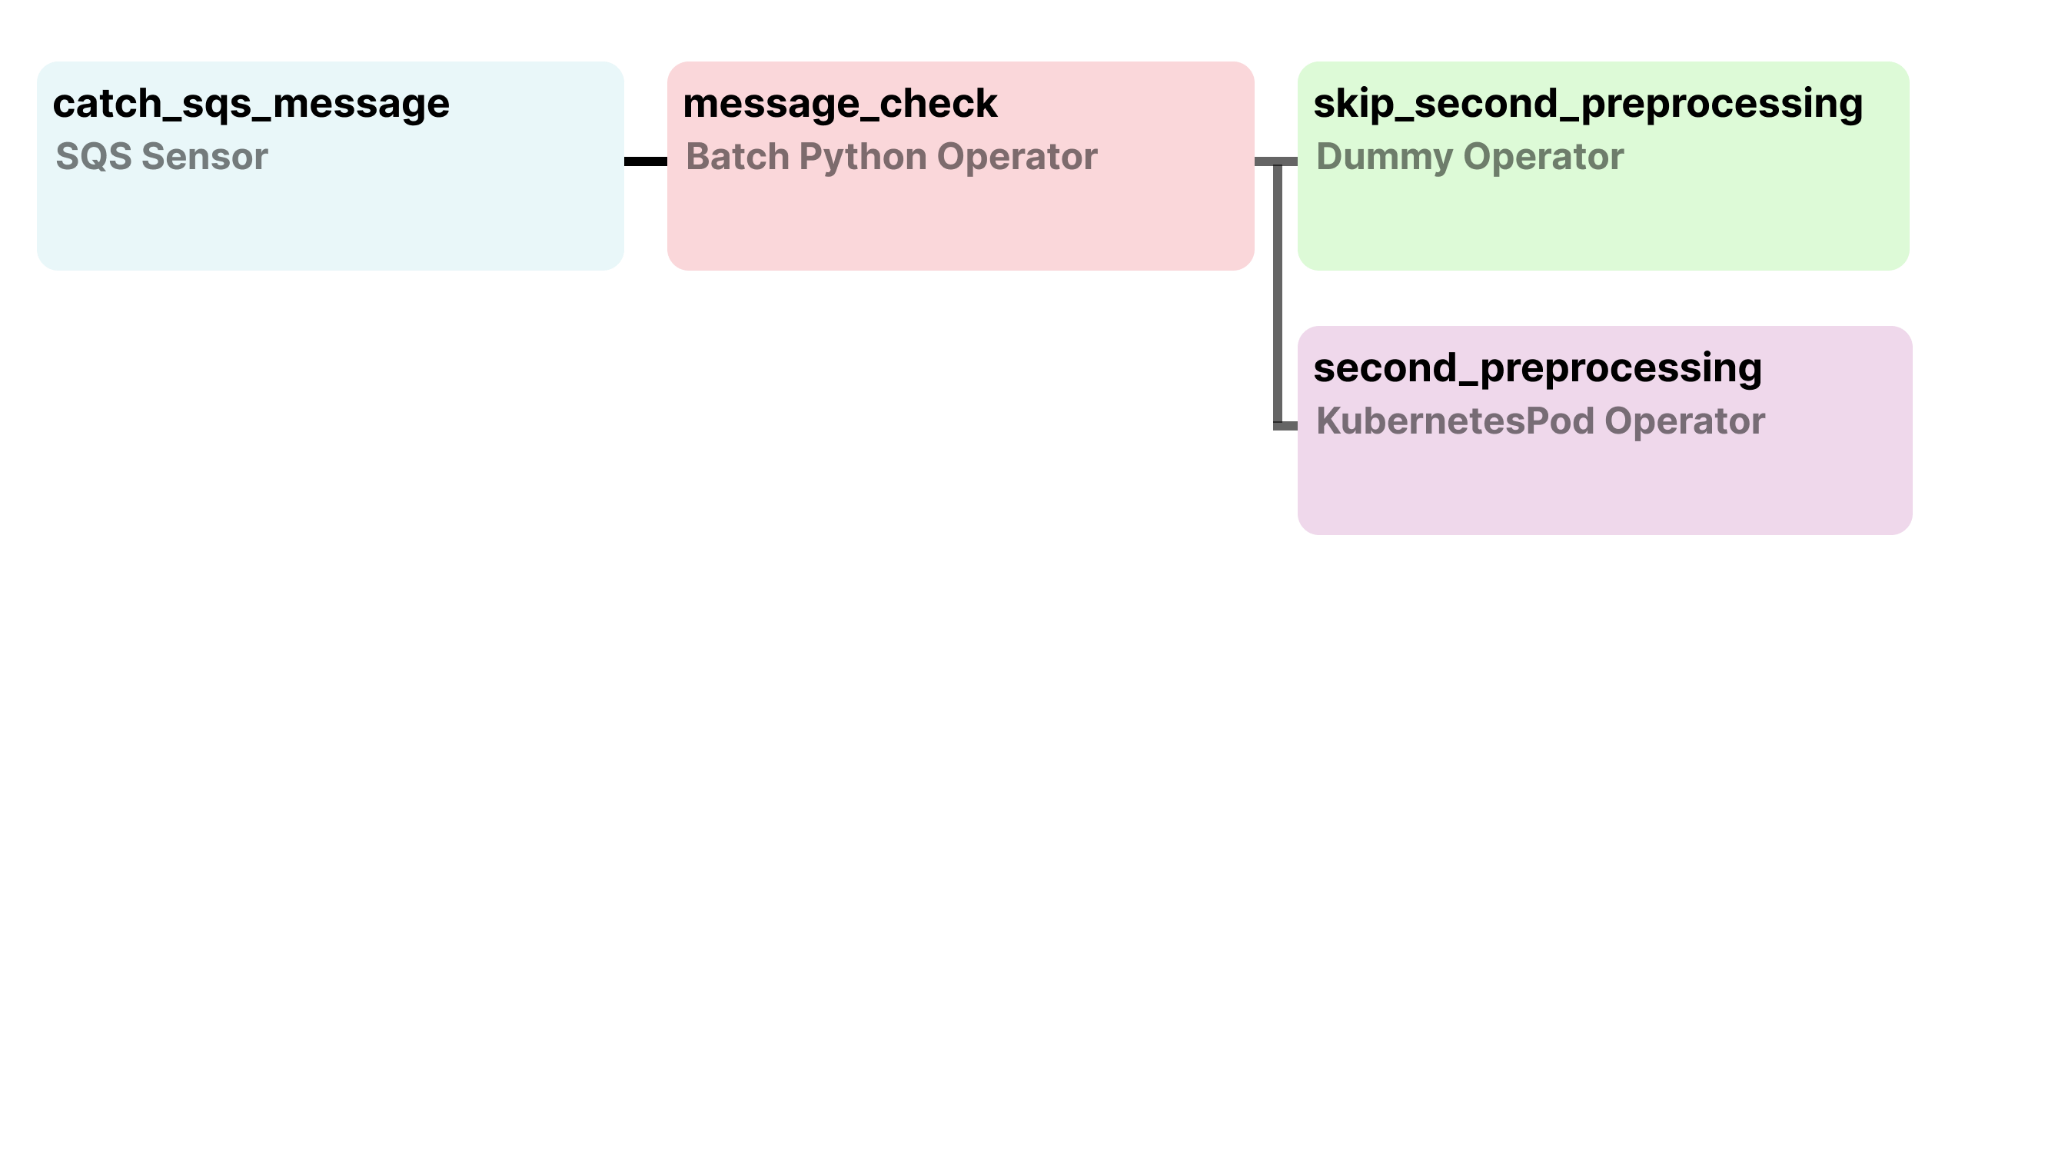 catch_sqs_message
SQS Sensor
message_check
Batch Python Operator
skip_second_preprocessing
Dummy Operator
second_preprocessing
KubernetesPod Operator